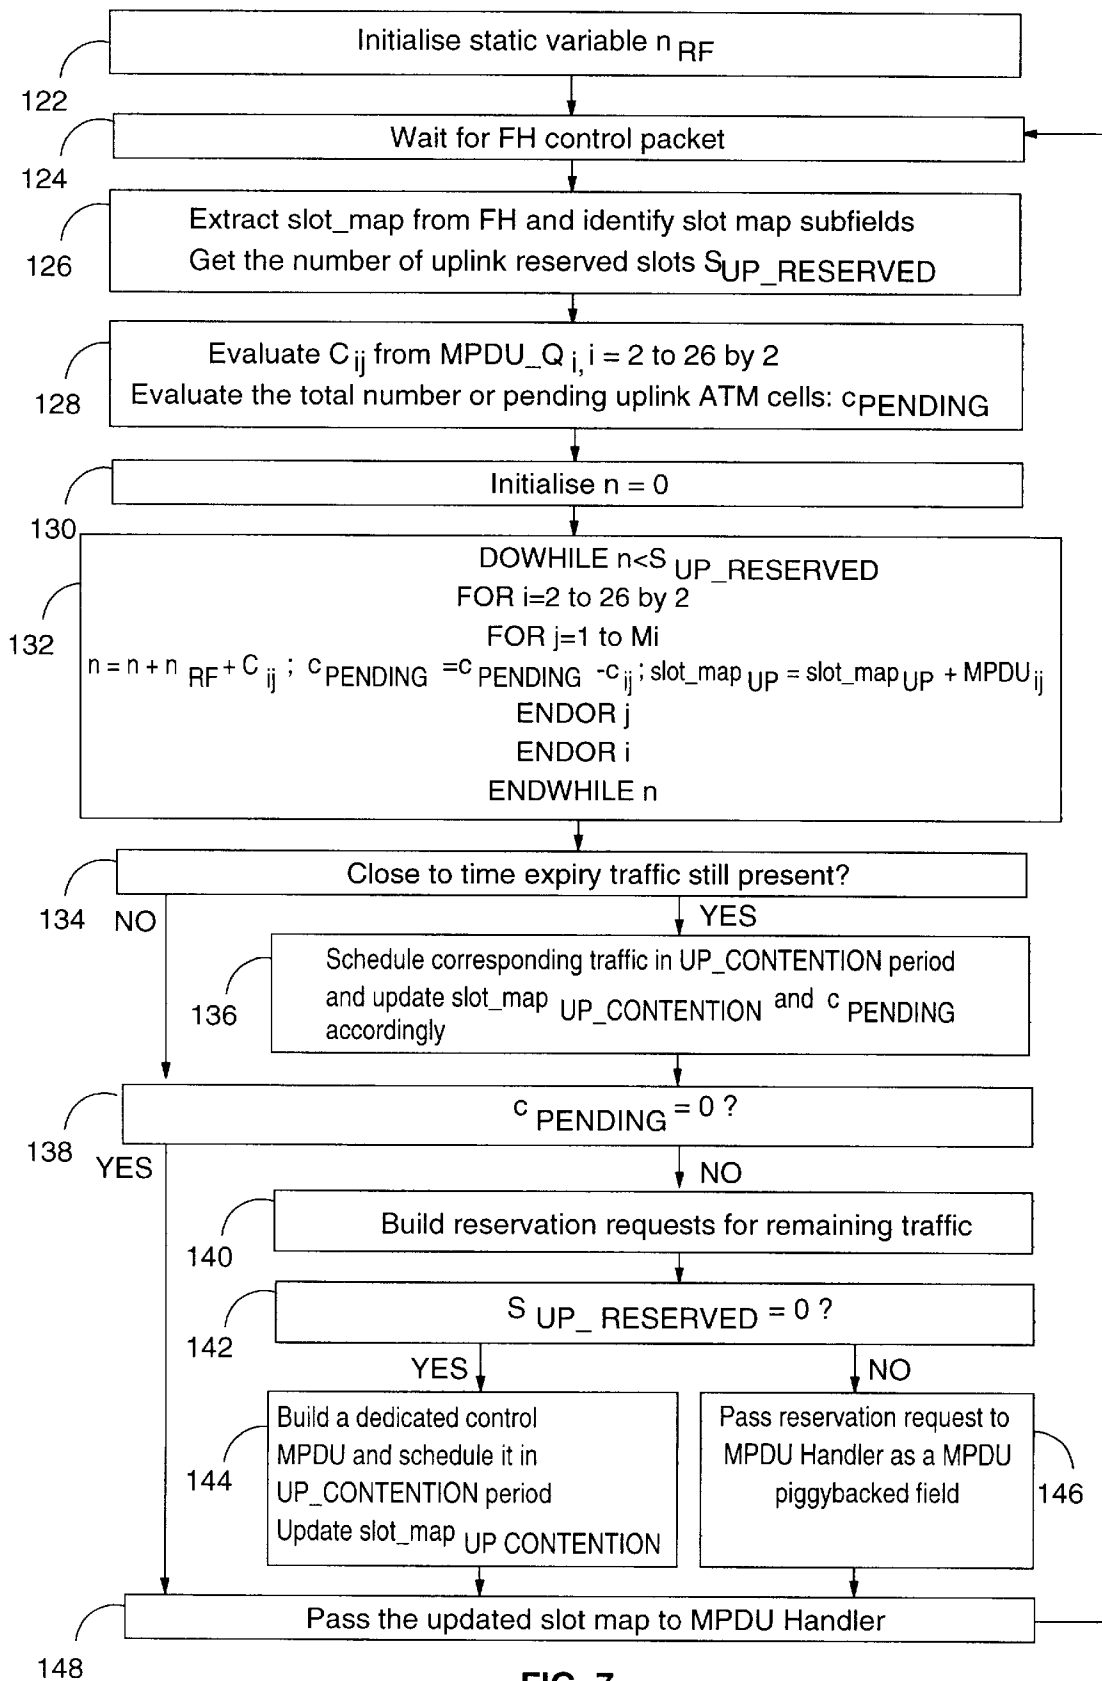 Initialise static variable n RF
122
Wait for FH control packet
124
Extract slot_map from FH and identify slot map subfields
Get the number of uplink reserved slots SUP_RESERVED
126
Evaluate C ij from MPDU_Q i, i = 2 to 26 by 2
Evaluate the total number or pending uplink ATM cells: cPENDING
128
Initialise n = 0
130
DOWHILE n<S UP_RESERVED
FOR i=2 to 26 by 2
FOR j=1 to Mi
n = n + n RF + C ij ; cPENDING =cPENDING -cij ; slot_map UP = slot_map UP + MPDU ij
ENDOR j
ENDOR i
ENDWHILE n
132
Close to time expiry traffic still present?
134
NO
YES
Schedule corresponding traffic in UP_CONTENTION period
and update slot_map UP_CONTENTION and c PENDING
accordingly
136
c PENDING = 0 ?
138
YES
NO
Build reservation requests for remaining traffic
140
S UP_ RESERVED = 0 ?
142
YES
NO
Build a dedicated control
MPDU and schedule it in
UP_CONTENTION period
Update slot_map UP CONTENTION
144
Pass reservation request to
MPDU Handler as a MPDU
piggybacked field
146
Pass the updated slot map to MPDU Handler
148
FIG. 7